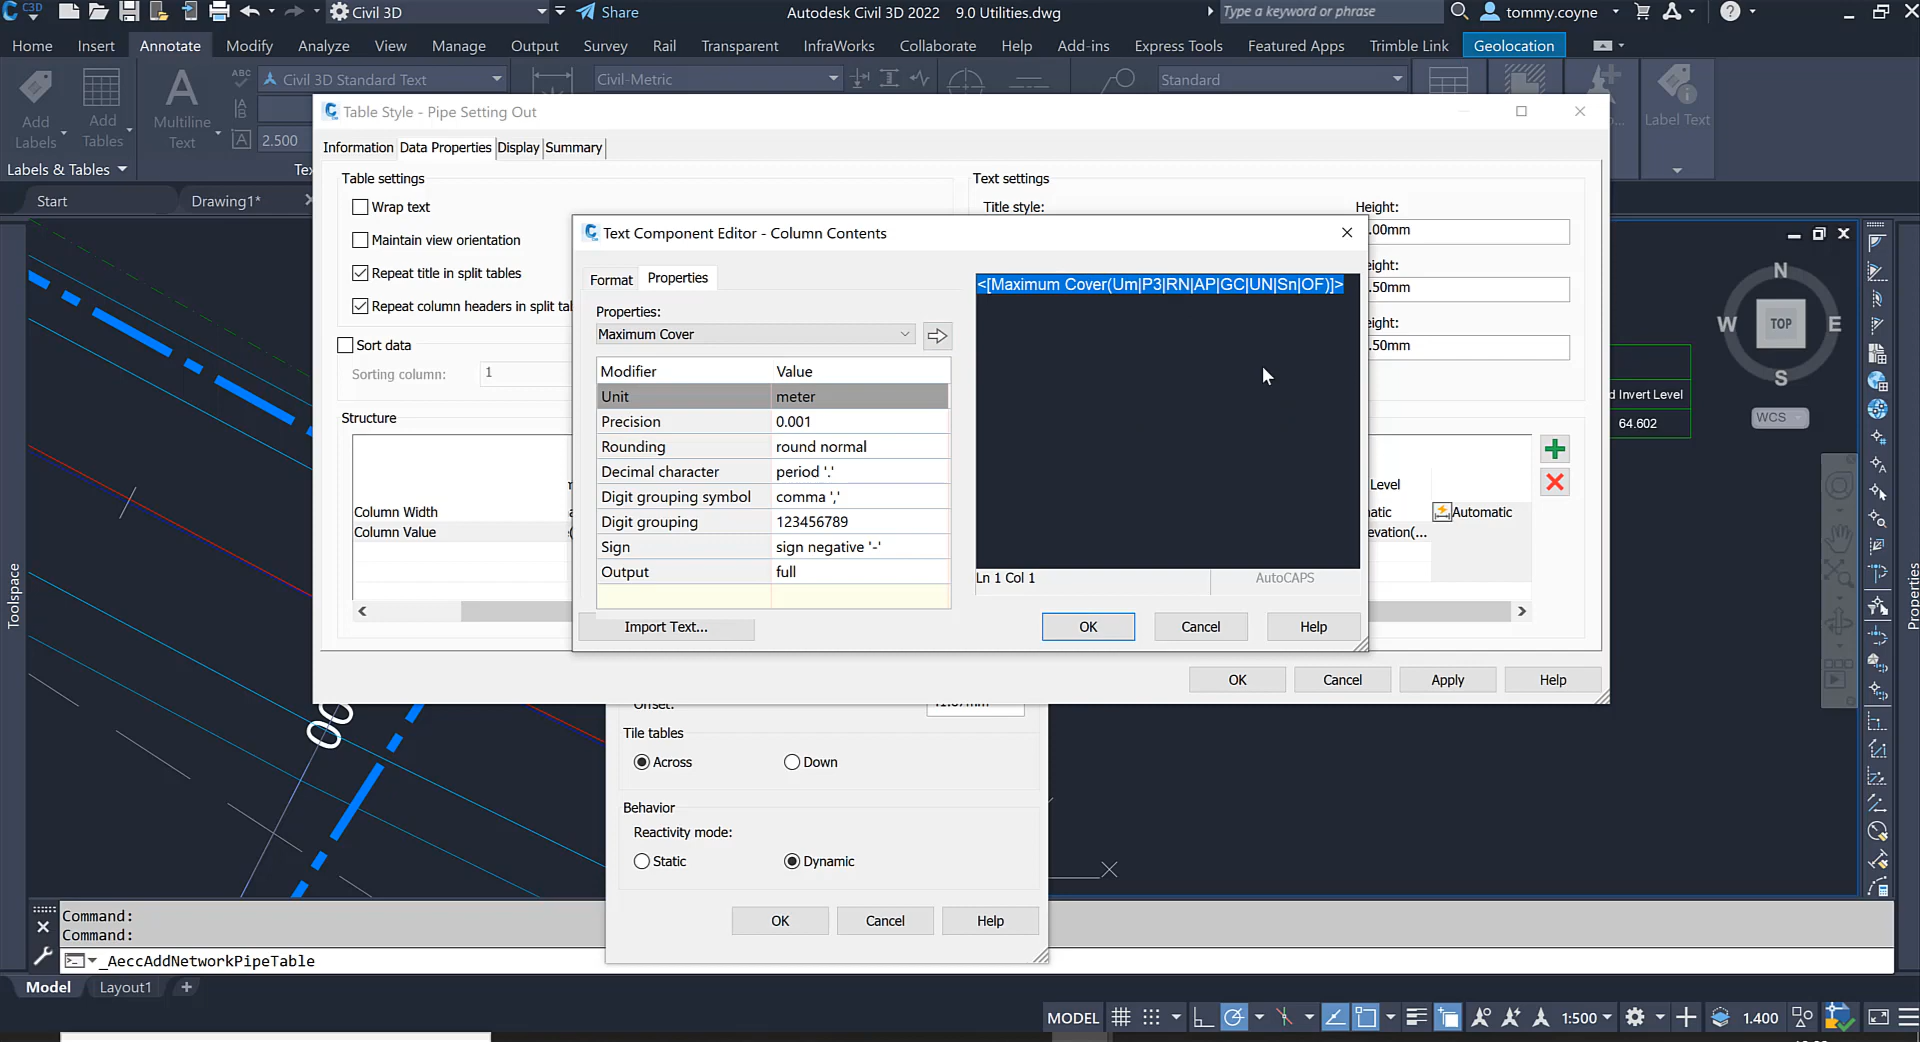 C3D Civil 3D Share Autodesk Civil 3D 2022 9.0 Utilities.dwg Type a keyword or phrase tommy.coyne
Home Insert Annotate Modify Analyze View Manage Output Survey Rail Transparent InfraWorks Collaborate Help Add-ins Express Tools Featured Apps Trimble Link Geolocation
ABC Civil 3D Standard Text Civil-Metric Standard
Add Labels
Add Tables
Multiline Text
2.500
Label Text
Labels & Tables
Start Drawing1*
Table Style - Pipe Setting Out
Information Data Properties Display Summary
Table settings
Wrap text
Maintain view orientation
Repeat title in split tables
Repeat column headers in split
Sort data
Sorting column: 1
Text settings
Title style: Height:
.00mm
eight:
.50mm
eight:
.50mm
Structure
Column Width
Column Value
Level
atic Automatic
evation(...
OK Cancel Apply Help
Text Component Editor - Column Contents
Format Properties
Properties:
Maximum Cover
Modifier Value
Unit meter
Precision 0.001
Rounding round normal
Decimal character period '.'
Digit grouping symbol comma ','
Digit grouping 123456789
Sign sign negative '-'
Output full
<[Maximum Cover(Um|P3|RN|AP|GC|UN|Sn|OF)]>
Ln 1 Col 1 AutoCAPS
Import Text... OK Cancel Help
d Invert Level
64.602
N
W TOP E
S
WCS
Toolspace
Properties
00
Offset:
Tile tables
Across Down
Behavior
Reactivity mode:
Static Dynamic
OK Cancel Help
Command:
Command:
_AeccAddNetworkPipeTable
Model Layout1 +
MODEL 1:500 1.400